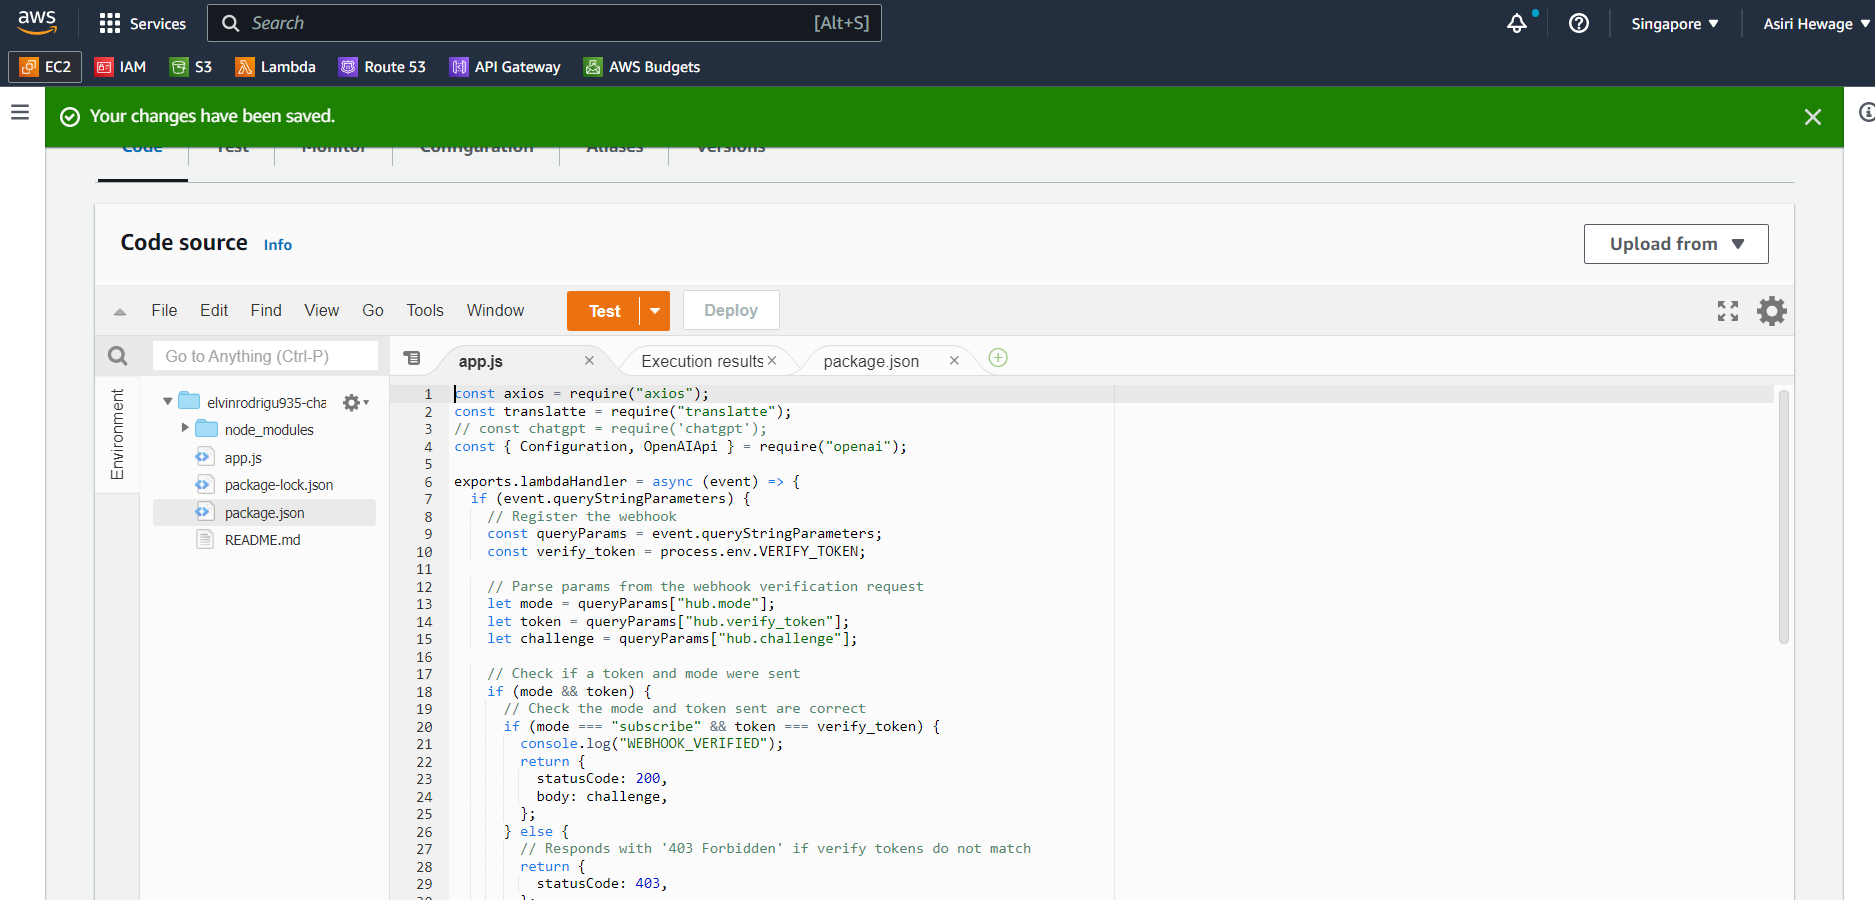 aws Services Search [Alt+S] Singapore ▼ Asiri Hewage ▼
EC2 IAM S3 Lambda Route 53 API Gateway AWS Budgets
Your changes have been saved.
Code Test Monitor Configuration Aliases Versions
Code source Info Upload from ▼
File Edit Find View Go Tools Window Test Deploy
Go to Anything (Ctrl-P) app.js × Execution results × package.json ×
Environment
elvinrodrigu935-cha
node_modules
app.js
package-lock.json
package.json
README.md
1 const axios = require("axios");
2 const translatte = require("translatte");
3 // const chatgpt = require('chatgpt');
4 const { Configuration, OpenAIApi } = require("openai");
5
6 exports.lambdaHandler = async (event) => {
7 if (event.queryStringParameters) {
8 // Register the webhook
9 const queryParams = event.queryStringParameters;
10 const verify_token = process.env.VERIFY_TOKEN;
11
12 // Parse params from the webhook verification request
13 let mode = queryParams["hub.mode"];
14 let token = queryParams["hub.verify_token"];
15 let challenge = queryParams["hub.challenge"];
16
17 // Check if a token and mode were sent
18 if (mode && token) {
19 // Check the mode and token sent are correct
20 if (mode === "subscribe" && token === verify_token) {
21 console.log("WEBHOOK_VERIFIED");
22 return {
23 statusCode: 200,
24 body: challenge,
25 };
26 } else {
27 // Responds with '403 Forbidden' if verify tokens do not match
28 return {
29 statusCode: 403,
30 };